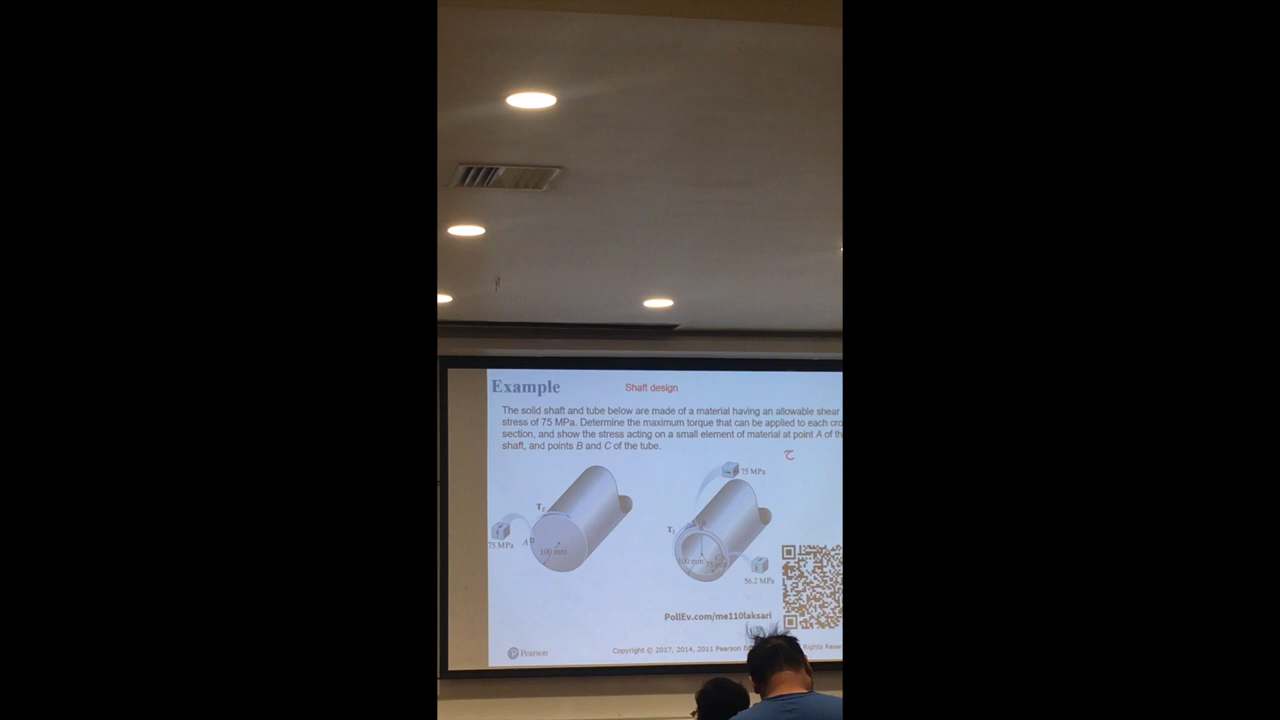 Example
Shaft design
The solid shaft and tube below are made of a material having an allowable shear
stress of 75 MPa. Determine the maximum torque that can be applied to each cro
section, and show the stress acting on a small element of material at point A of th
shaft, and points B and C of the tube.
τ
75 MPa
T
A
75 MPa
100 mm
T
100 mm
56.2 MPa
PollEv.com/me110laksari
Pearson
Copyright © 2017, 2014, 2011 Pearson Rights Reser